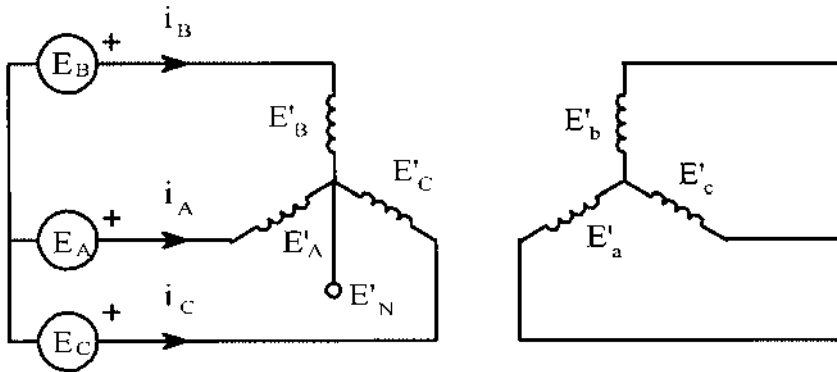 i_B
+
E_B
E'_B
E'_b
E'_C
E'_c
i_A
+
E_A
E'_A
E'_a
i_C
E'_N
+
E_C